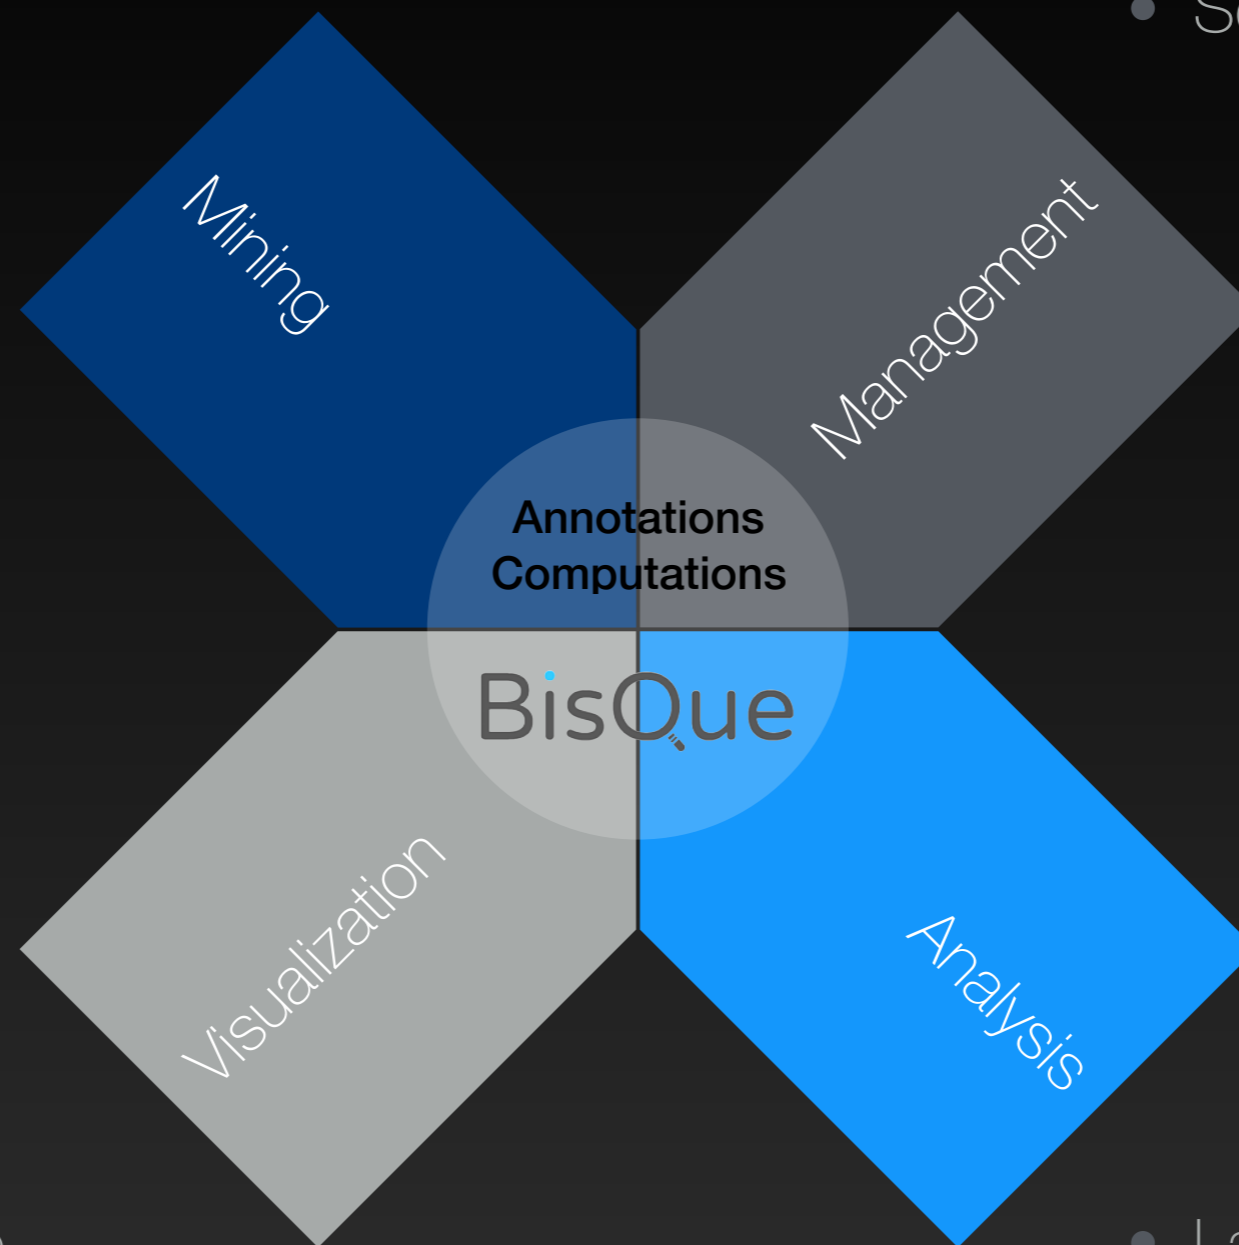 Mining
Management
Annotations
Computations
BisQue
Visualization
Analysis